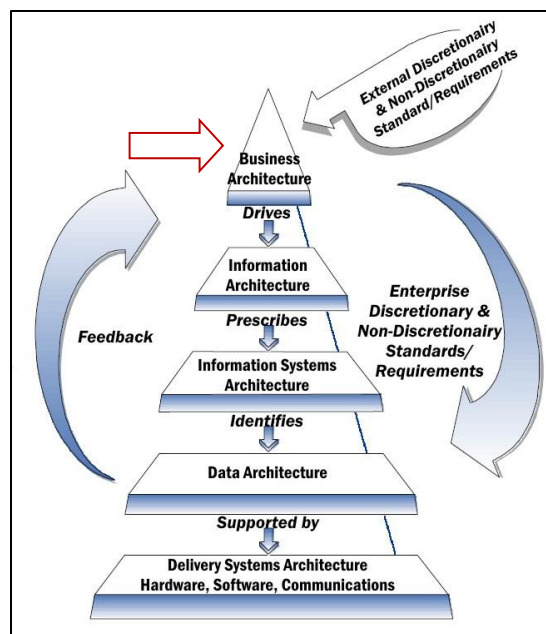 External Discretionairy
& Non-Discretionairy
Standard/Requirements
Business
Architecture
Drives
Information
Architecture
Prescribes
Feedback
Enterprise
Discretionary &
Non-Discretionairy
Standards/
Requirements
Information Systems
Architecture
Identifies
Data Architecture
Supported by
Delivery Systems Architecture
Hardware, Software, Communications